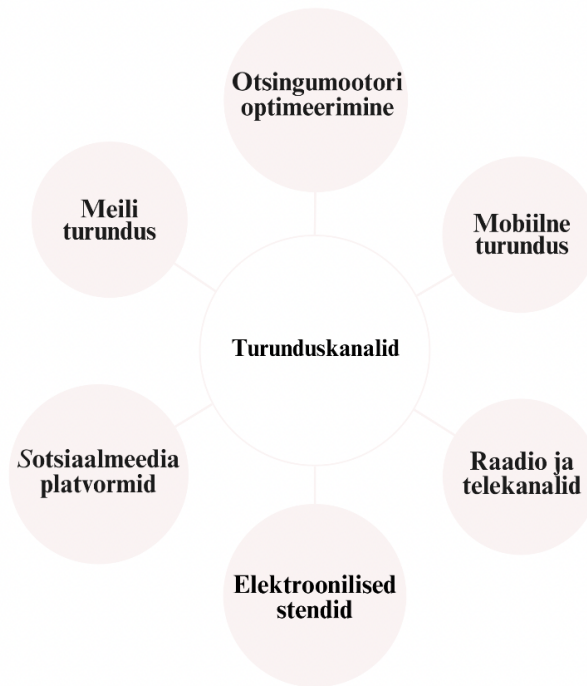 Otsingumootori
optimeerimine
Meili
turundus
Mobiilne
turundus
Turunduskanalid
Sotsiaalmeedia
platvormid
Raadio ja
telekanalid
Elektroonilised
stendid